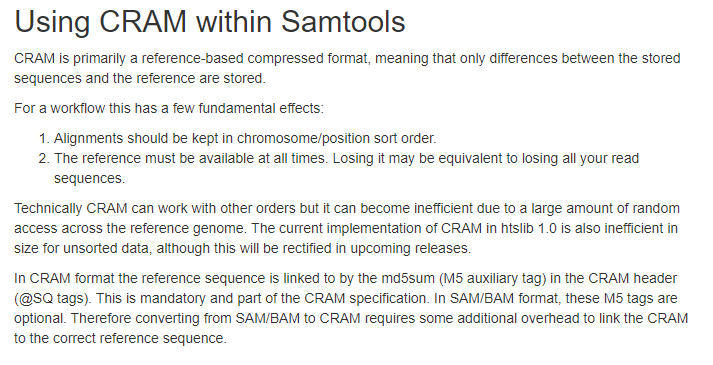 Using CRAM within Samtools
CRAM is primarily a reference-based compressed format, meaning that only differences between the stored
sequences and the reference are stored.
For a workflow this has a few fundamental effects:
1. Alignments should be kept in chromosome/position sort order.
2. The reference must be available at all times. Losing it may be equivalent to losing all your read
sequences.
Technically CRAM can work with other orders but it can become inefficient due to a large amount of random
access across the reference genome. The current implementation of CRAM in htslib 1.0 is also inefficient in
size for unsorted data, although this will be rectified in upcoming releases.
In CRAM format the reference sequence is linked to by the md5sum (M5 auxiliary tag) in the CRAM header
(@SQ tags). This is mandatory and part of the CRAM specification. In SAM/BAM format, these M5 tags are
optional. Therefore converting from SAM/BAM to CRAM requires some additional overhead to link the CRAM
to the correct reference sequence.